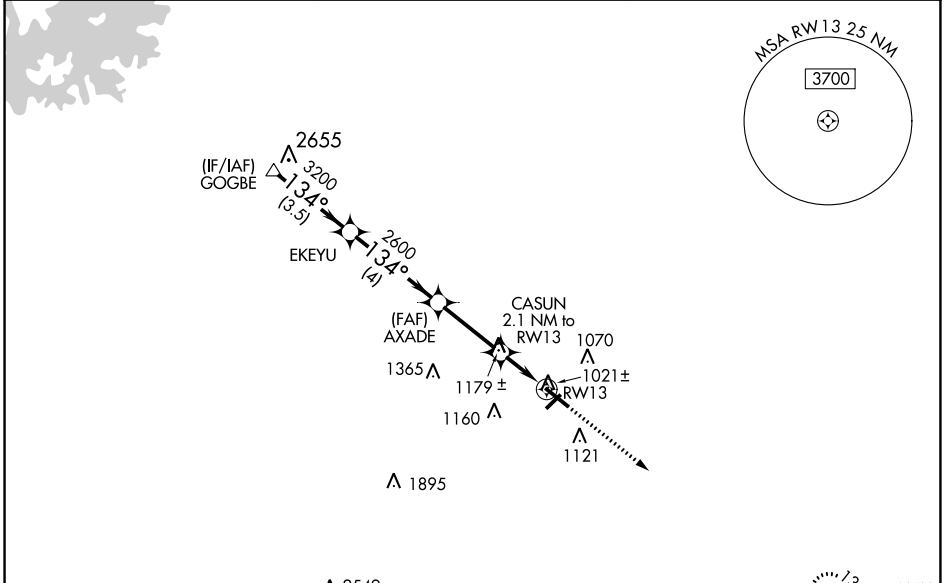 MSA RW13 25 NM
3700
2655
(IF/IAF)
GOGBE
3200
134°
(3.5)
EKEYU
2600
134°
(4)
(FAF)
AXADE
CASUN
2.1 NM to
RW13
1070
1365
1179 ±
1021±
RW13
1160
1121
1895
13